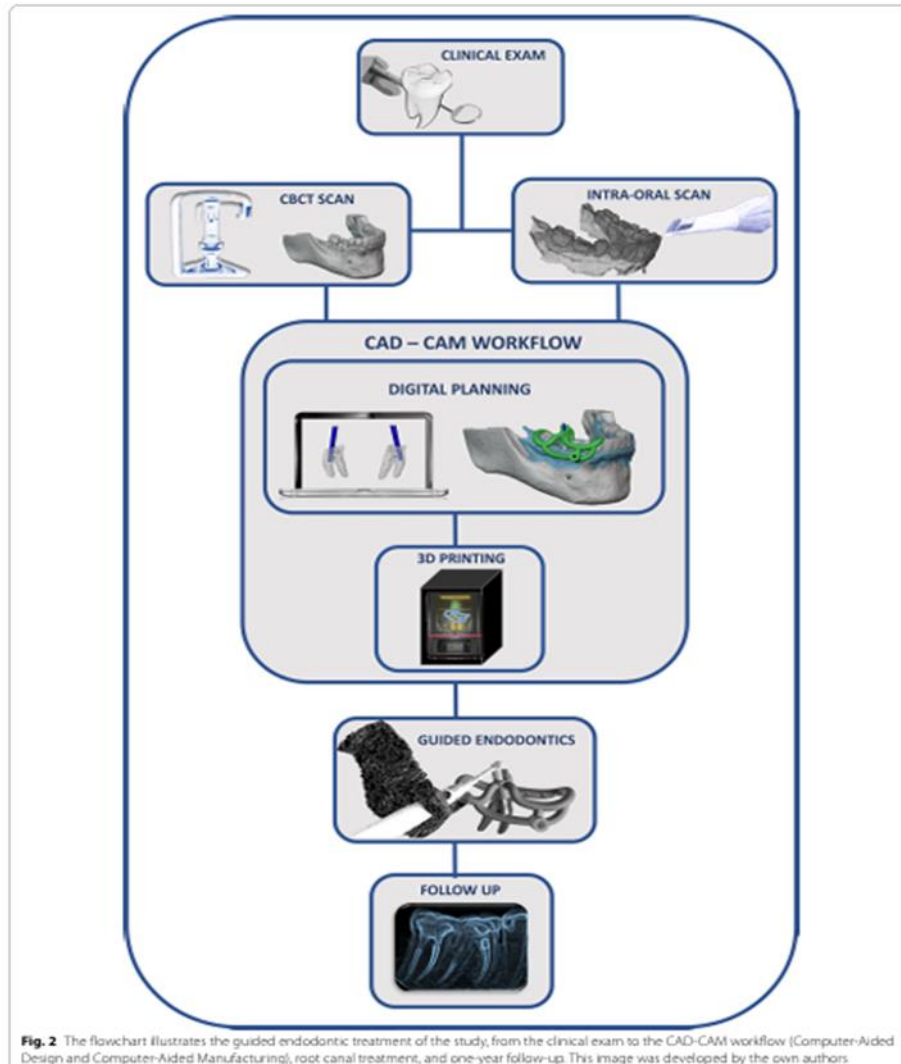 CLINICAL EXAM
CBCT SCAN
INTRA-ORAL SCAN
CAD – CAM WORKFLOW
DIGITAL PLANNING
3D PRINTING
GUIDED ENDODONTICS
FOLLOW UP
Fig. 2 The flowchart illustrates the guided endodontic treatment of the study, from the clinical exam to the CAD-CAM workflow (Computer-Aided
Design and Computer-Aided Manufacturing), root canal treatment, and one-year follow-up. This image was developed by the own authors